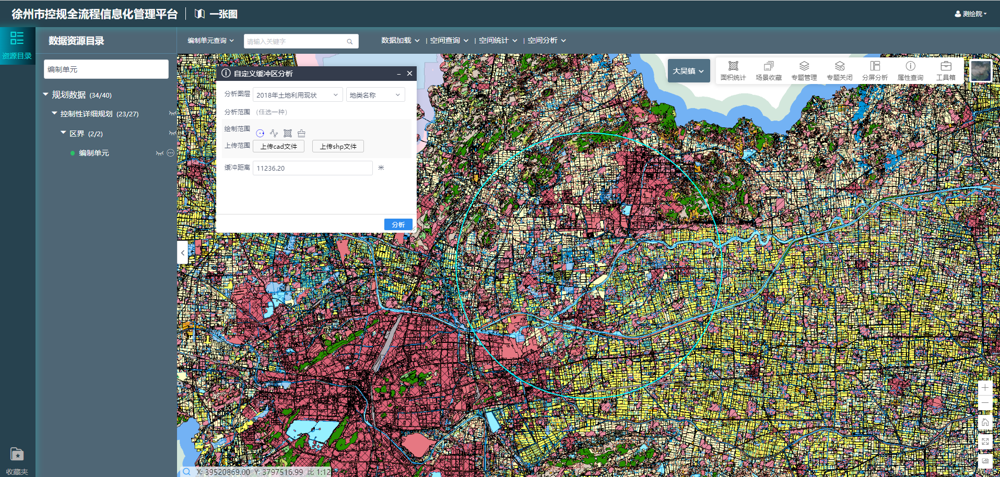 徐州市控规全流程信息化管理平台
一张图
测绘院
资源目录
数据资源目录
编制单元查询
请输入关键字
数据加载 | 空间查询 | 空间统计 | 空间分析
编制单元
规划数据 (34/40)
控制性详细规划 (23/27)
区界 (2/2)
编制单元
自定义缓冲区分析
分析图层 2018年土地利用现状 地类名称
分析范围 (任选一种)
绘制范围
上传范围 上传cad文件 上传shp文件
缓冲距离 11236.20 米
分析
大吴镇
面积统计 场景收藏 专题管理 专题关闭 分屏分析 属性查询 工具箱
收藏夹
X: 39520869.00 Y: 3797516.99 比 1:12